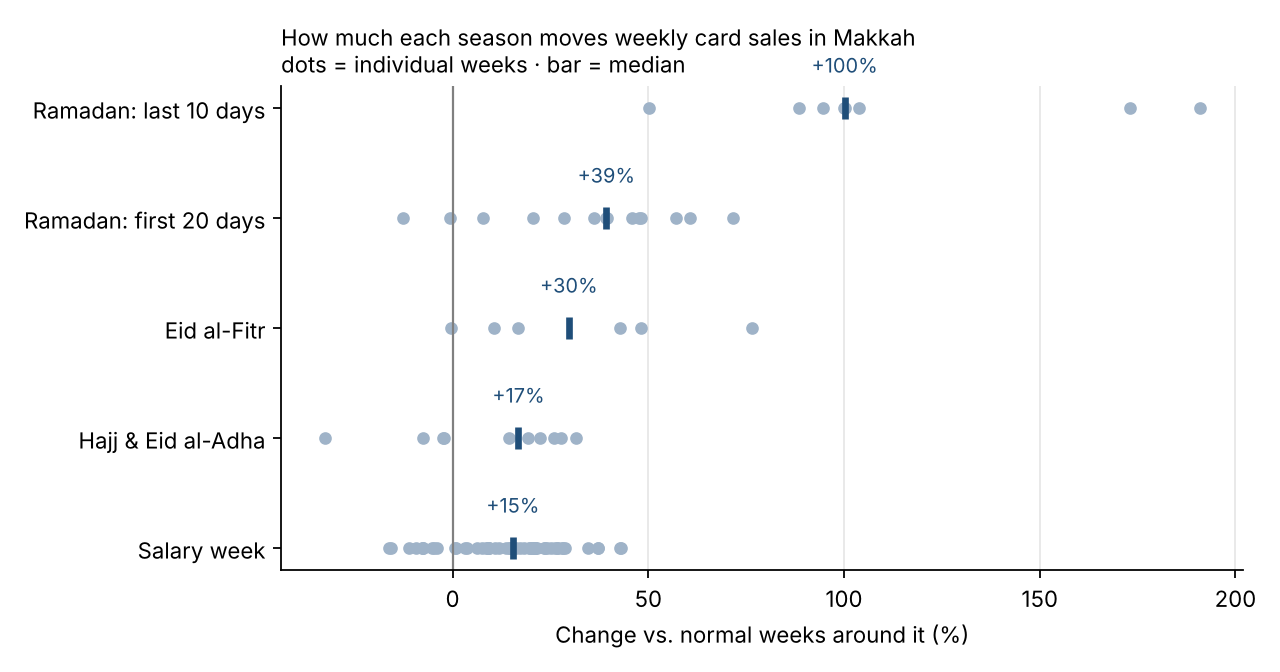 How much each season moves weekly card sales in Makkah
dots = individual weeks · bar = median
+100%
Ramadan: last 10 days
+39%
Ramadan: first 20 days
+30%
Eid al-Fitr
+17%
Hajj & Eid al-Adha
+15%
Salary week
0 50 100 150 200
Change vs. normal weeks around it (%)